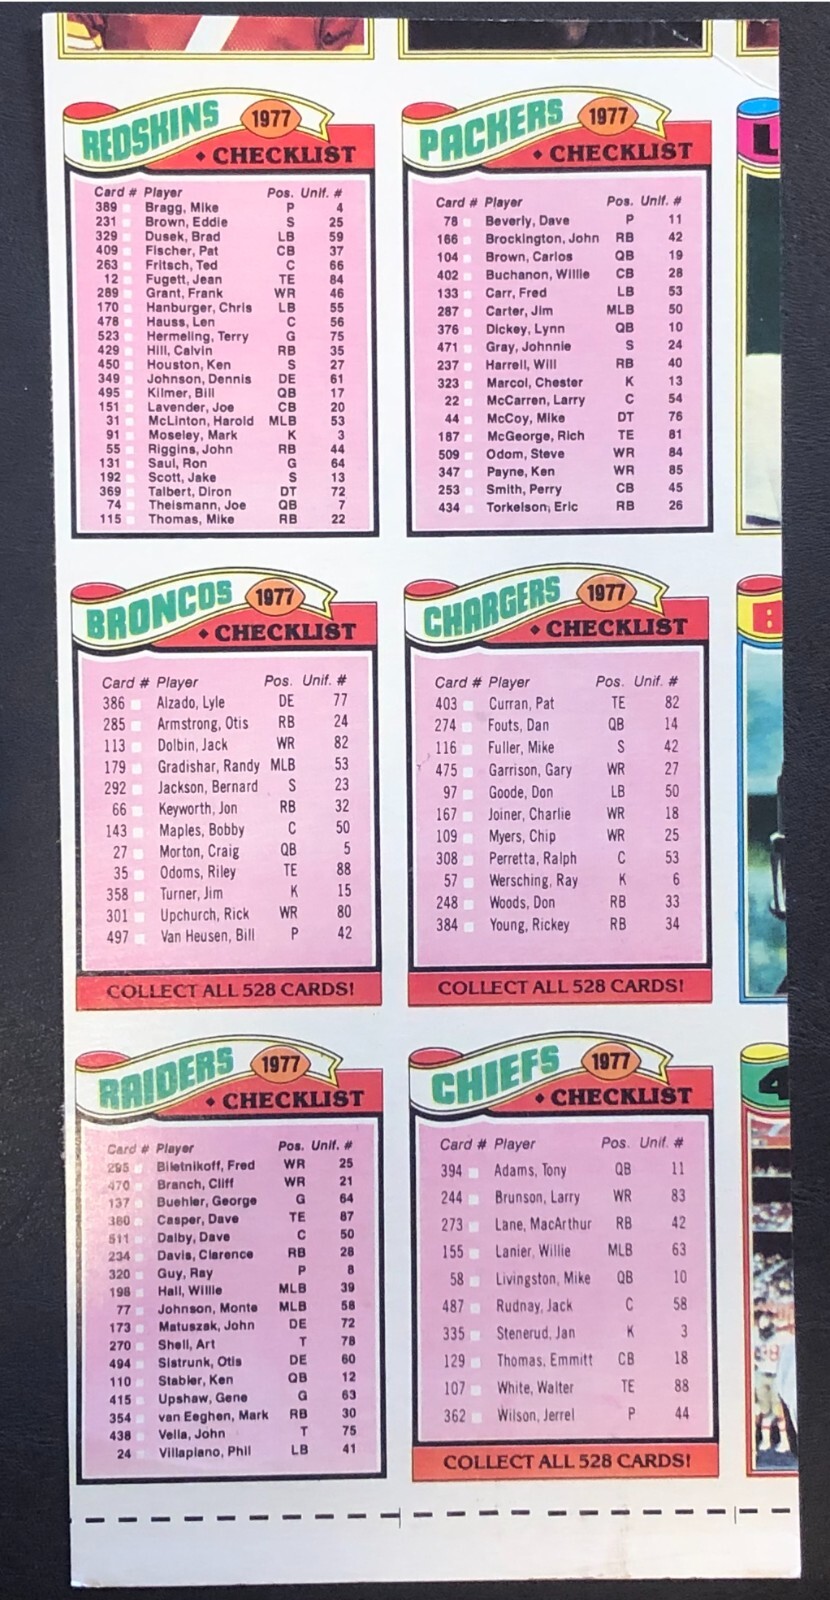 REDSKINS 1977
CHECKLIST
Card # Player Pos. Unif. #
389 Bragg, Mike P 4
231 Brown, Eddie S 25
329 Dusek, Brad LB 59
409 Fischer, Pat CB 37
263 Fritsch, Ted C 66
12 Fugett, Jean TE 84
289 Grant, Frank WR 46
170 Hanburger, Chris LB 55
478 Hauss, Len C 56
523 Hermeling, Terry G 75
429 Hill, Calvin RB 35
450 Houston, Ken S 27
349 Johnson, Dennis DE 61
495 Kilmer, Bill QB 17
151 Lavender, Joe CB 20
31 McLinton, Harold MLB 53
91 Moseley, Mark K 3
55 Riggins, John RB 44
131 Saul, Ron G 64
192 Scott, Jake S 13
369 Talbert, Diron DT 72
74 Theismann, Joe QB 7
115 Thomas, Mike RB 22
PACKERS 1977
CHECKLIST
Card # Player Pos. Unif. #
78 Beverly, Dave P 11
166 Brockington, John RB 42
104 Brown, Carlos QB 19
402 Buchanon, Willie CB 28
133 Carr, Fred LB 53
287 Carter, Jim MLB 50
376 Dickey, Lynn QB 10
471 Gray, Johnnie S 24
237 Harrell, Will RB 40
323 Marcol, Chester K 13
22 McCarren, Larry C 54
44 McCoy, Mike DT 76
187 McGeorge, Rich TE 81
509 Odom, Steve WR 84
347 Payne, Ken WR 85
253 Smith, Perry CB 45
434 Torkelson, Eric RB 26
BRONCOS 1977
CHECKLIST
Card # Player Pos. Unif. #
386 Alzado, Lyle DE 77
285 Armstrong, Otis RB 24
113 Dolbin, Jack WR 82
179 Gradishar, Randy MLB 53
292 Jackson, Bernard S 23
66 Keyworth, Jon RB 32
143 Maples, Bobby C 50
27 Morton, Craig QB 5
35 Odoms, Riley TE 88
358 Turner, Jim K 15
301 Upchurch, Rick WR 80
497 Van Heusen, Bill P 42
COLLECT ALL 528 CARDS!
CHARGERS 1977
CHECKLIST
Card # Player Pos. Unif. #
403 Curran, Pat TE 82
274 Fouts, Dan QB 14
116 Fuller, Mike S 42
475 Garrison, Gary WR 27
97 Goode, Don LB 50
167 Joiner, Charlie WR 18
109 Myers, Chip WR 25
308 Perretta, Ralph C 53
57 Wersching, Ray K 6
248 Woods, Don RB 33
384 Young, Rickey RB 34
COLLECT ALL 528 CARDS!
RAIDERS 1977
CHECKLIST
Card # Player Pos. Unif. #
295 Biletnikoff, Fred WR 25
470 Branch, Cliff WR 21
137 Buehler, George G 64
380 Casper, Dave TE 87
511 Dalby, Dave C 50
234 Davis, Clarence RB 28
320 Guy, Ray P 8
198 Hall, Willie MLB 39
77 Johnson, Monte MLB 58
173 Matuszak, John DE 72
270 Shell, Art T 78
494 Sistrunk, Otis DE 60
110 Stabler, Ken QB 12
415 Upshaw, Gene G 63
354 van Eeghen, Mark RB 30
438 Vella, John T 75
24 Villapiano, Phil LB 41
CHIEFS 1977
CHECKLIST
Card # Player Pos. Unif. #
394 Adams, Tony QB 11
244 Brunson, Larry WR 83
273 Lane, MacArthur RB 42
155 Lanier, Willie MLB 63
58 Livingston, Mike QB 10
487 Rudnay, Jack C 58
335 Stenerud, Jan K 3
129 Thomas, Emmitt CB 18
107 White, Walter TE 88
362 Wilson, Jerrel P 44
COLLECT ALL 528 CARDS!